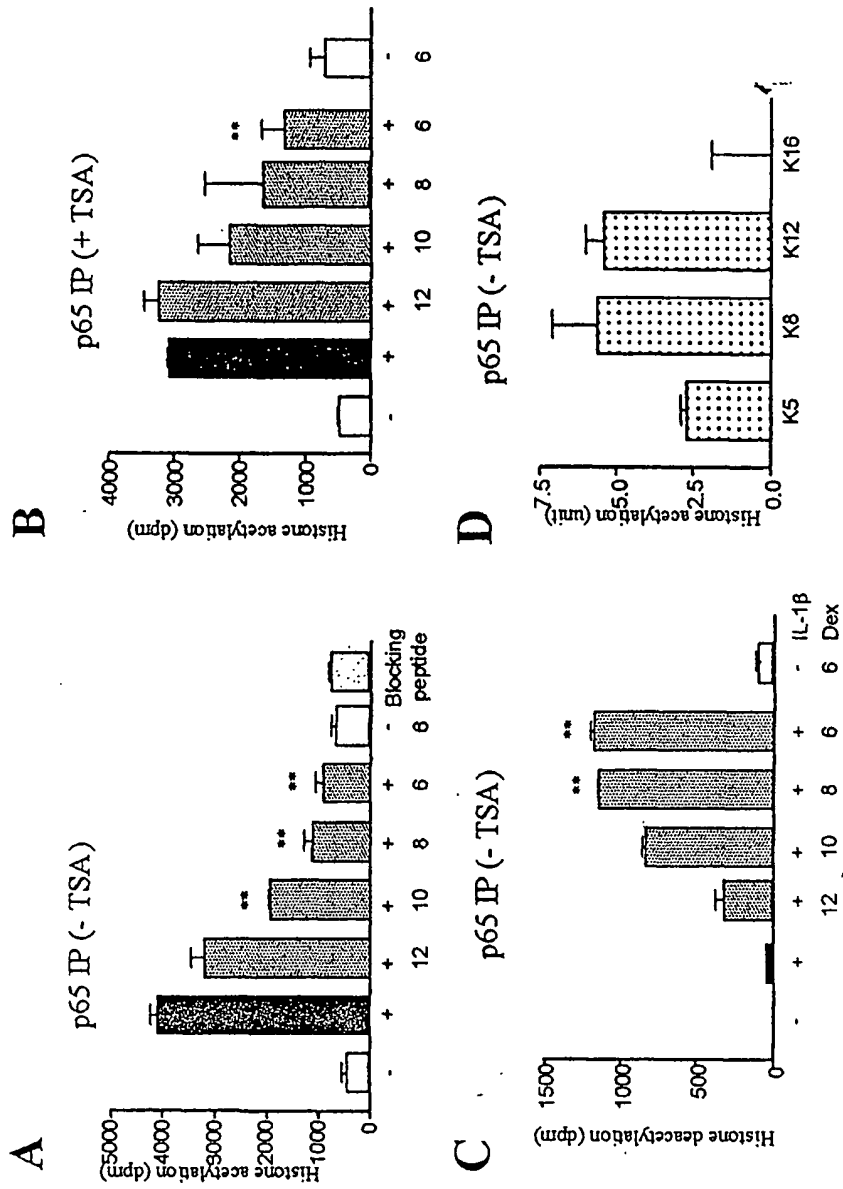 A
p65 IP (- TSA)
Histone acetylation (dpm)
5000
4000
3000
2000
1000
0
** ** **
- + + + + + -
12 10 8 6 6
Blocking
peptide
B
p65 IP (+ TSA)
Histone acetylation (dpm)
4000
3000
2000
1000
0
**
- + + + + + -
12 10 8 6 6
C
p65 IP (- TSA)
Histone deacetylation (dpm)
1500
1000
500
0
** **
- + + + + + - IL-1β
12 10 8 6 6 Dex
D
p65 IP (- TSA)
Histone acetylation (unit)
7.5
5.0
2.5
0.0
K5 K8 K12 K16